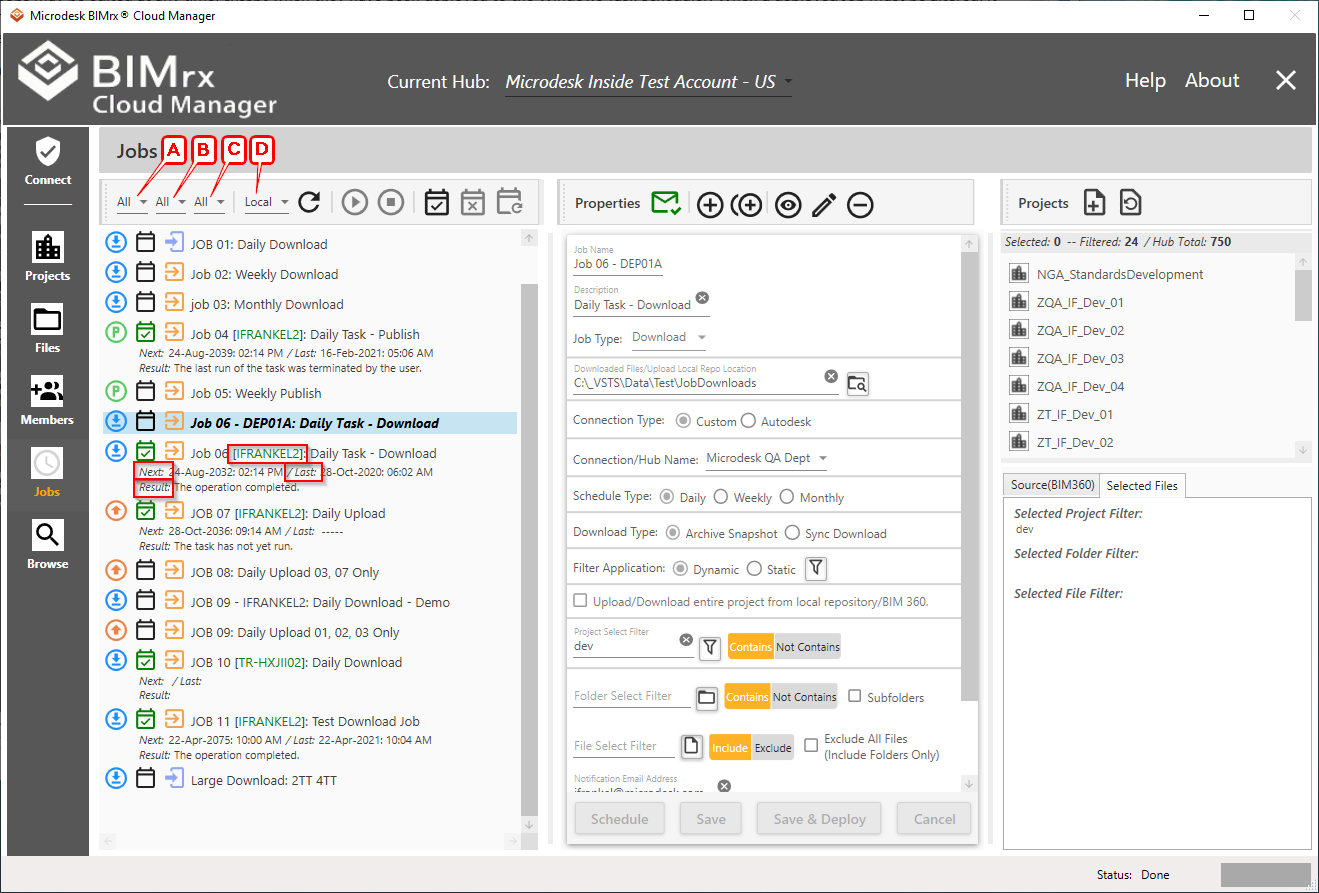 Microdesk BIMrx® Cloud Manager
BIMrx
Cloud Manager
Current Hub: Microdesk Inside Test Account - US
Help About
Connect
Projects
Files
Members
Jobs
Browse
Jobs A B C D
All All All Local
JOB 01: Daily Download
Job 02: Weekly Download
job 03: Monthly Download
P Job 04 [IFRANKEL2]: Daily Task - Publish
Next: 24-Aug-2039: 02:14 PM / Last: 16-Feb-2021: 05:06 AM
Result: The last run of the task was terminated by the user.
P Job 05: Weekly Publish
Job 06 - DEP01A: Daily Task - Download
Job 06 [IFRANKEL2]: Daily Task - Download
Next: 24-Aug-2032: 02:14 PM / Last: 28-Oct-2020: 06:02 AM
Result: The operation completed.
JOB 07 [IFRANKEL2]: Daily Upload
Next: 28-Oct-2036: 09:14 AM / Last: -----
Result: The task has not yet run.
JOB 08: Daily Upload 03, 07 Only
JOB 09 - IFRANKEL2: Daily Download - Demo
JOB 09: Daily Upload 01, 02, 03 Only
JOB 10 [TR-HXJII02]: Daily Download
Next: / Last:
Result:
JOB 11 [IFRANKEL2]: Test Download Job
Next: 22-Apr-2075: 10:00 AM / Last: 22-Apr-2021: 10:04 AM
Result: The operation completed.
Large Download: 2TT 4TT
Properties
Job Name
Job 06 - DEP01A
Description
Daily Task - Download
Job Type: Download
Downloaded Files/Upload Local Repo Location
C:\_VSTS\Data\Test\JobDownloads
Connection Type: Custom Autodesk
Connection/Hub Name: Microdesk QA Dept
Schedule Type: Daily Weekly Monthly
Download Type: Archive Snapshot Sync Download
Filter Application: Dynamic Static
Upload/Download entire project from local repository/BIM 360.
Project Select Filter
dev Contains Not Contains
Folder Select Filter Contains Not Contains Subfolders
File Select Filter Include Exclude Exclude All Files
(Include Folders Only)
Notification Email Address
ifrankel@microdesk.com
Schedule Save Save & Deploy Cancel
Projects
Selected: 0 -- Filtered: 24 / Hub Total: 750
NGA_StandardsDevelopment
ZQA_IF_Dev_01
ZQA_IF_Dev_02
ZQA_IF_Dev_03
ZQA_IF_Dev_04
ZT_IF_Dev_01
ZT_IF_Dev_02
Source(BIM360) Selected Files
Selected Project Filter:
dev
Selected Folder Filter:
Selected File Filter:
Status: Done